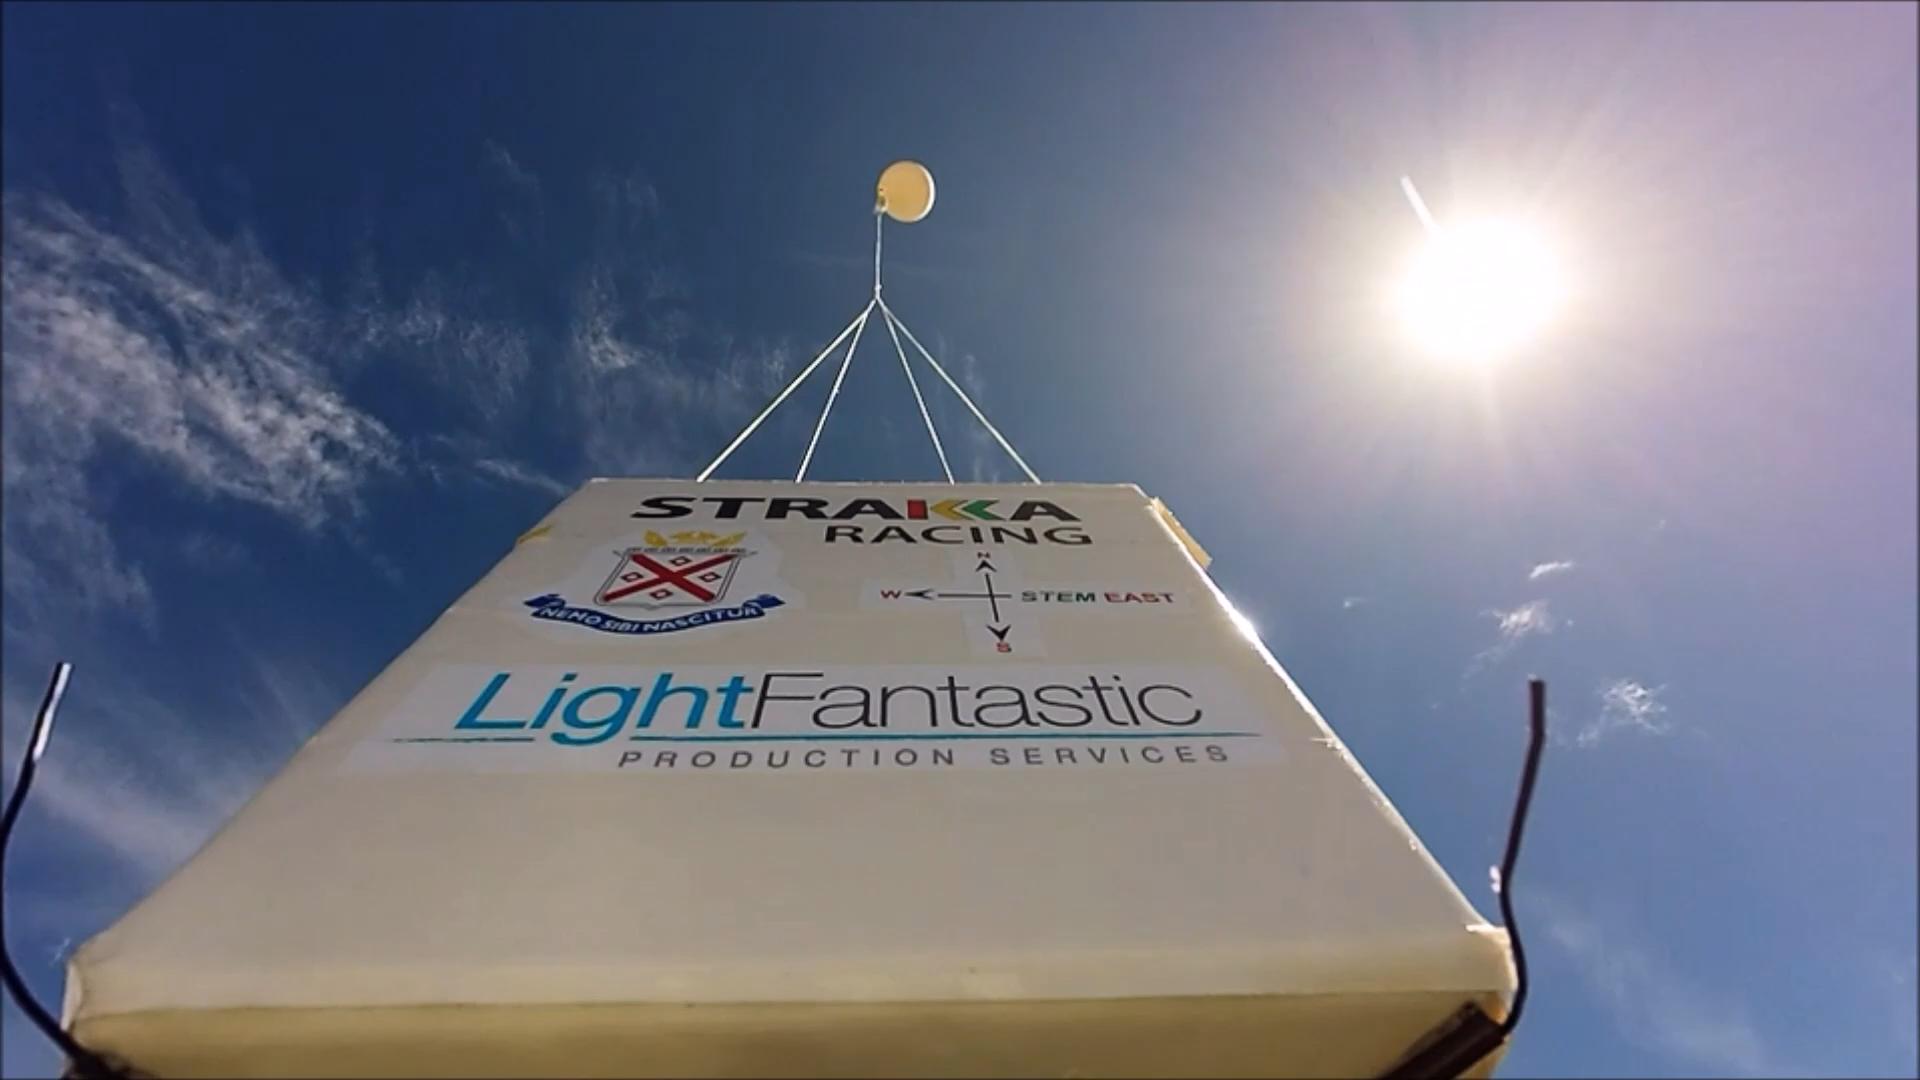 STRAKKA
RACING
NEMO SIBI NASCITUR
N
W STEM EAST
S
LightFantastic
PRODUCTION SERVICES